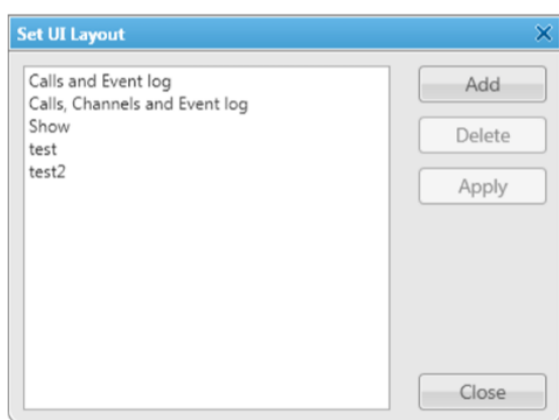 Set UI Layout
Calls and Event log
Calls, Channels and Event log
Show
test
test2
Add
Delete
Apply
Close